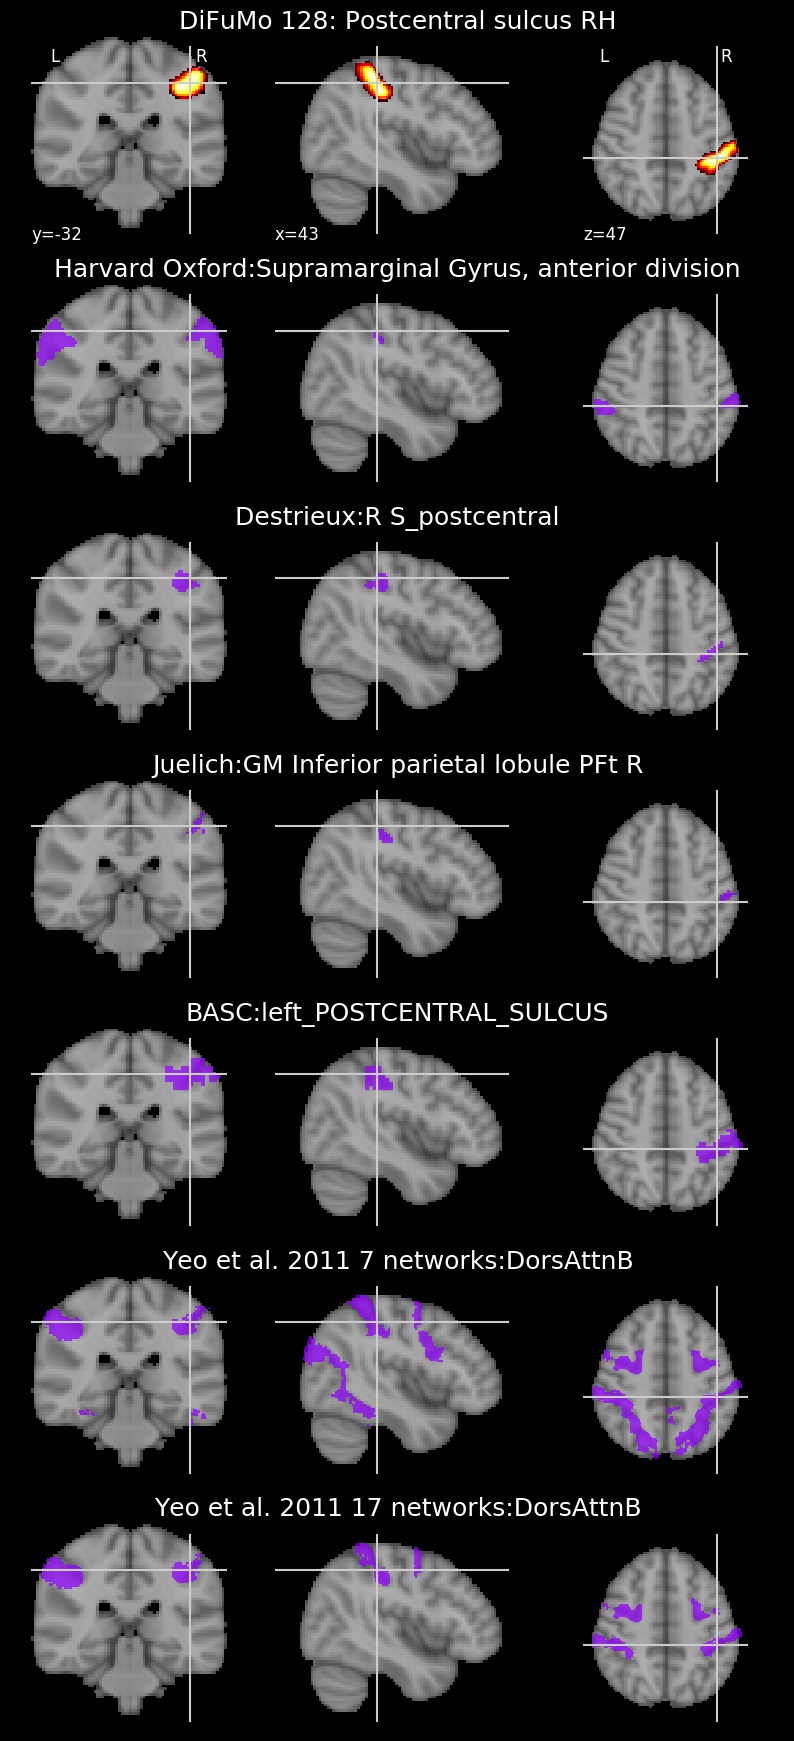 DiFuMo 128: Postcentral sulcus RH
L R L R
y=-32 x=43 z=47
Harvard Oxford:Supramarginal Gyrus, anterior division
Destrieux:R S_postcentral
Juelich:GM Inferior parietal lobule PFt R
BASC:left_POSTCENTRAL_SULCUS
Yeo et al. 2011 7 networks:DorsAttnB
Yeo et al. 2011 17 networks:DorsAttnB